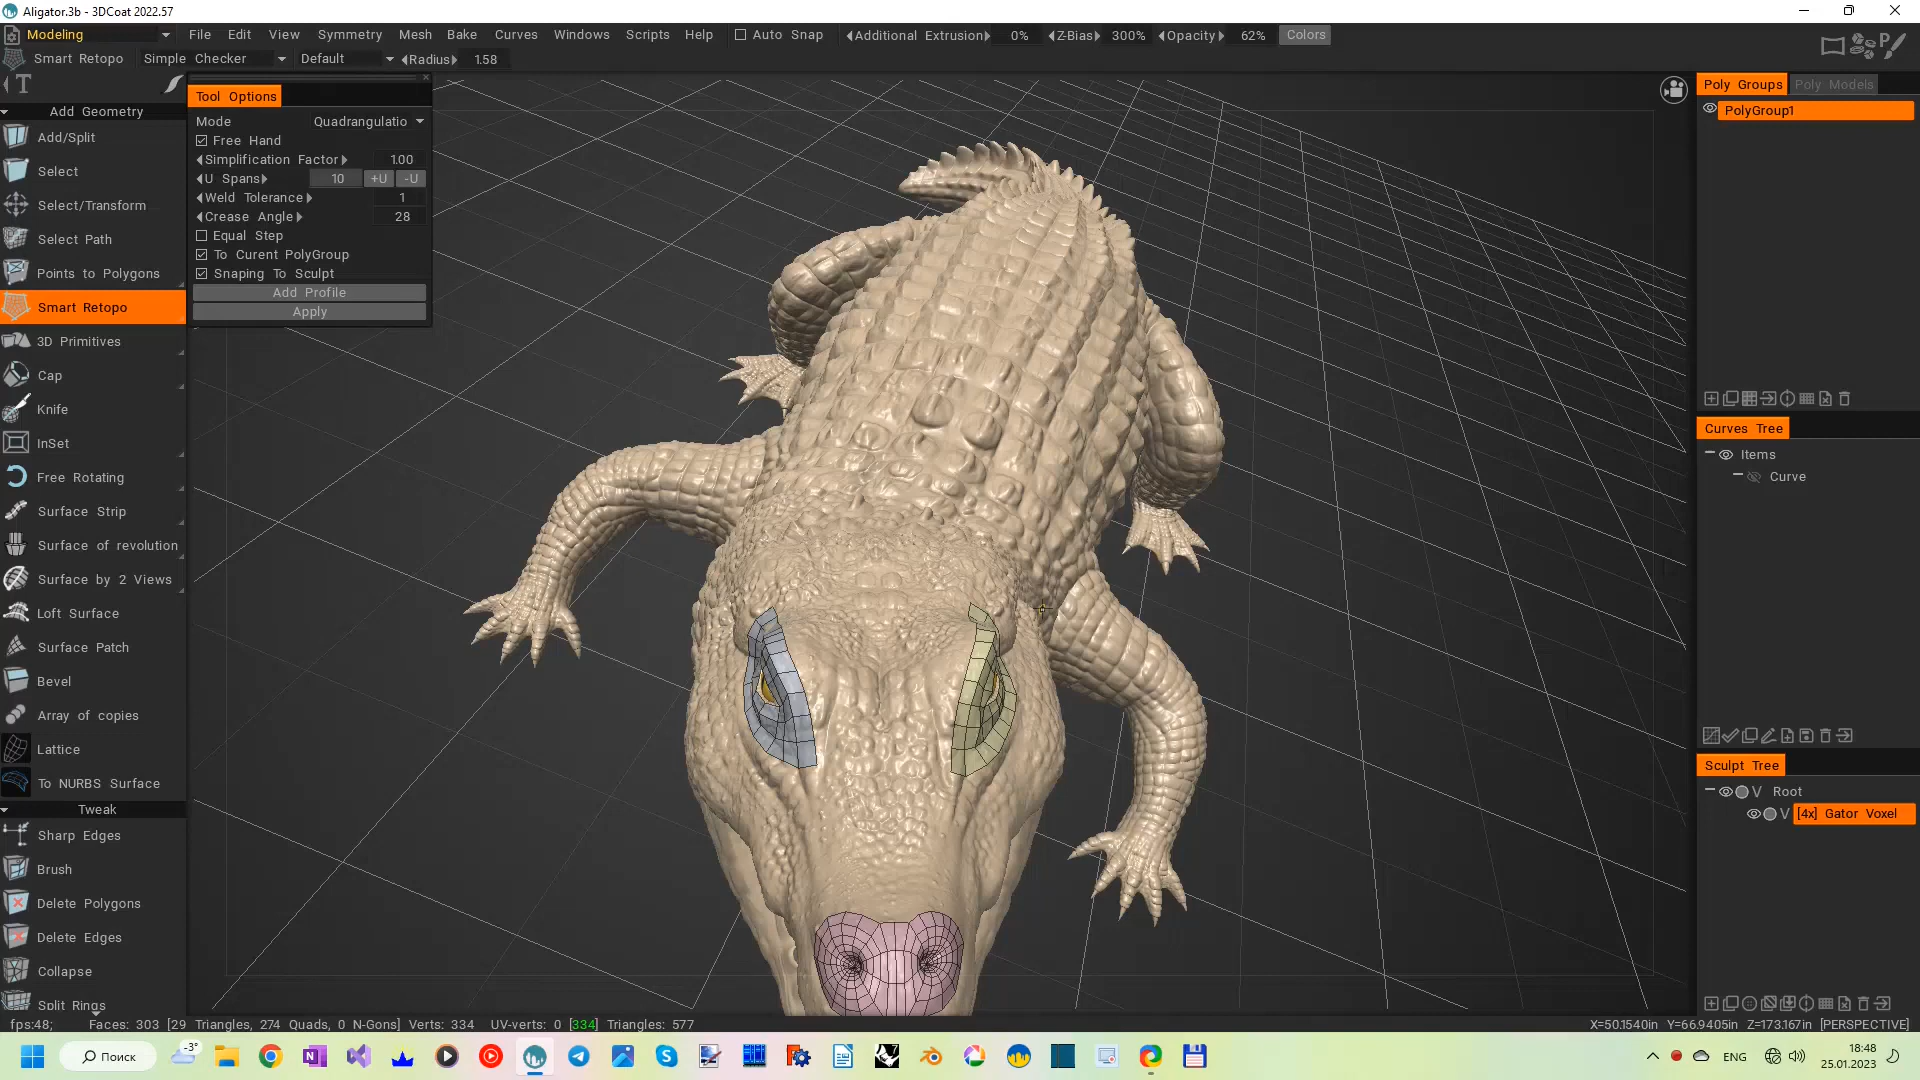 Aligator.3b - 3DCoat 2022.57
Modeling File Edit View Symmetry Mesh Bake Curves Windows Scripts Help Auto Snap Additional Extrusion 0% Z-Bias 300% Opacity 62% Colors
Smart Retopo Simple Checker Default Radius 1.58
Tool Options
Mode Quadrangulatio
Free Hand
Simplification Factor 1.00
U Spans 10 +U -U
Weld Tolerance 1
Crease Angle 28
Equal Step
To Curent PolyGroup
Snaping To Sculpt
Add Profile
Apply
Add Geometry
Add/Split
Select
Select/Transform
Select Path
Points to Polygons
Smart Retopo
3D Primitives
Cap
Knife
InSet
Free Rotating
Surface Strip
Surface of revolution
Surface by 2 Views
Loft Surface
Surface Patch
Bevel
Array of copies
Lattice
To NURBS Surface
Tweak
Sharp Edges
Brush
Delete Polygons
Delete Edges
Collapse
Split Rings
Poly Groups Poly Models
PolyGroup1
Curves Tree
Items
Curve
Sculpt Tree
V Root
V [4x] Gator Voxel
fps:48; Faces: 303 [29 Triangles, 274 Quads, 0 N-Gons] Verts: 334 UV-verts: 0 [334] Triangles: 577
X=50.1540in Y=66.9405in Z=173.167in [PERSPECTIVE]
Поиск
-3°
ENG
18:48
25.01.2023